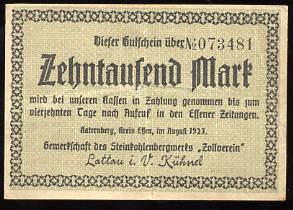 Dieser Gutschein über № 073481
Zehntausend Mark
wird bei unseren Kassen in Zahlung genommen bis zum
vierzehnten Tage nach Aufruf in den Essener Zeitungen.
Katernberg, Kreis Essen, im August 1923.
Gewerkschaft des Steinkohlenbergwerks „Zollverein“
Lattau i. V. Kühnel